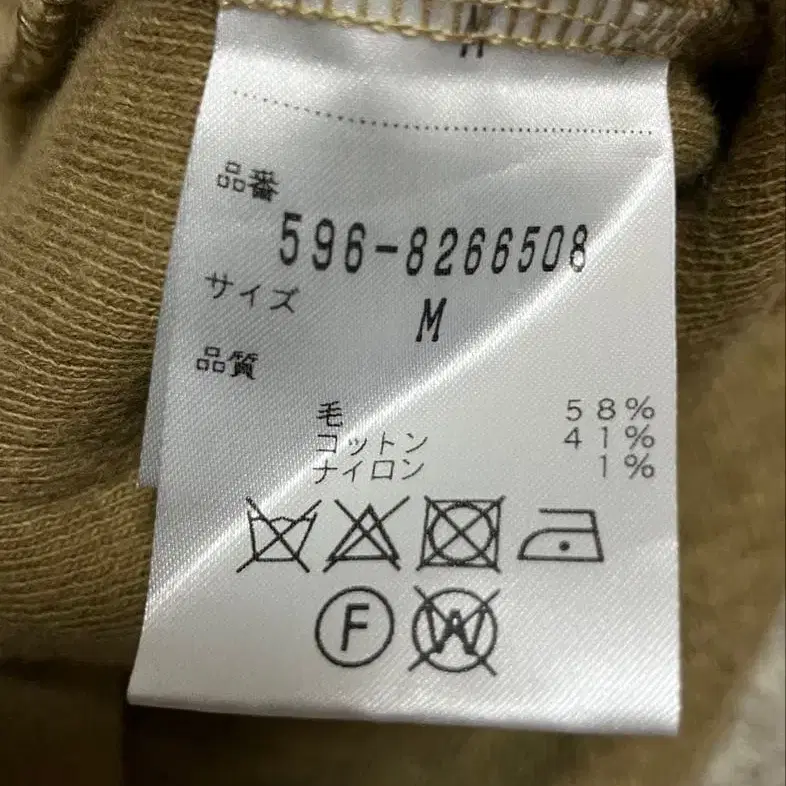 M
品番
596-8266508
サイズ
M
品質
毛 58%
コットン 41%
ナイロン 1%
F
W